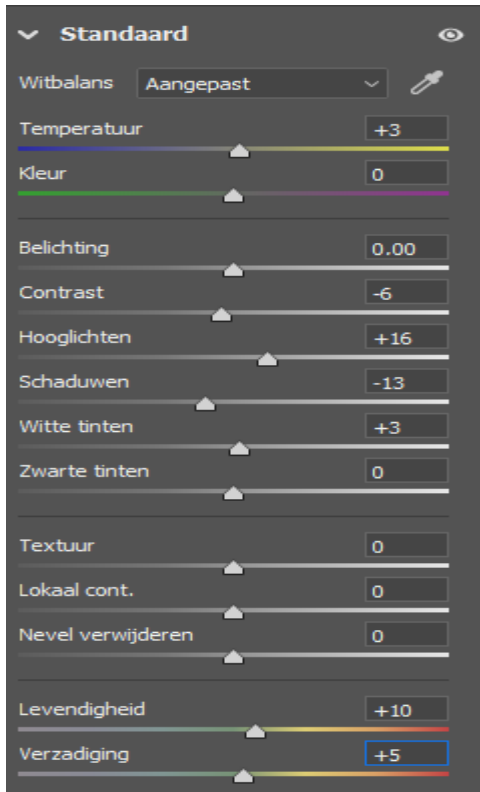 Standaard
Witbalans Aangepast
Temperatuur +3
Kleur 0
Belichting 0.00
Contrast -6
Hooglichten +16
Schaduwen -13
Witte tinten +3
Zwarte tinten 0
Textuur 0
Lokaal cont. 0
Nevel verwijderen 0
Levendigheid +10
Verzadiging +5